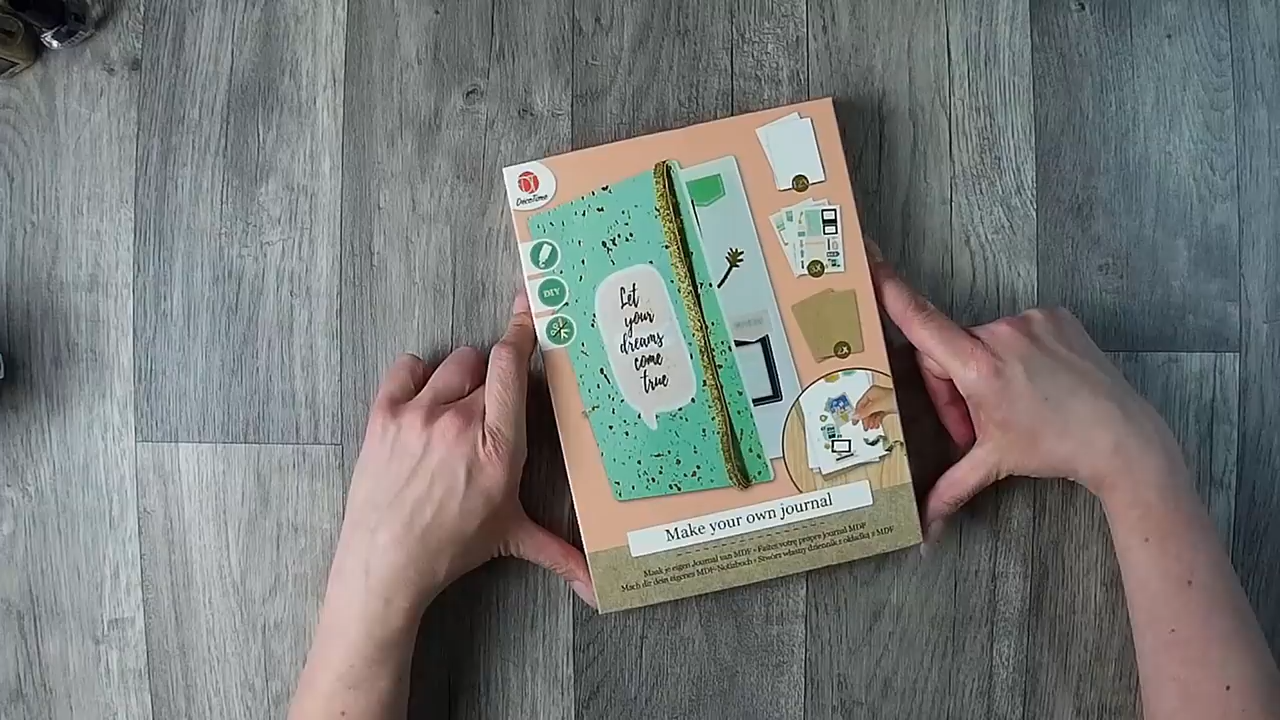 DécoTime
DIY
Let
your
dreams
come
true
Make your own journal
Maak je eigen Journal van MDF • Faites votre propre Journal MDF
Mach dir dein eigenes MDF-Notizbuch • Stwórz własny dziennik z okładką z MDF